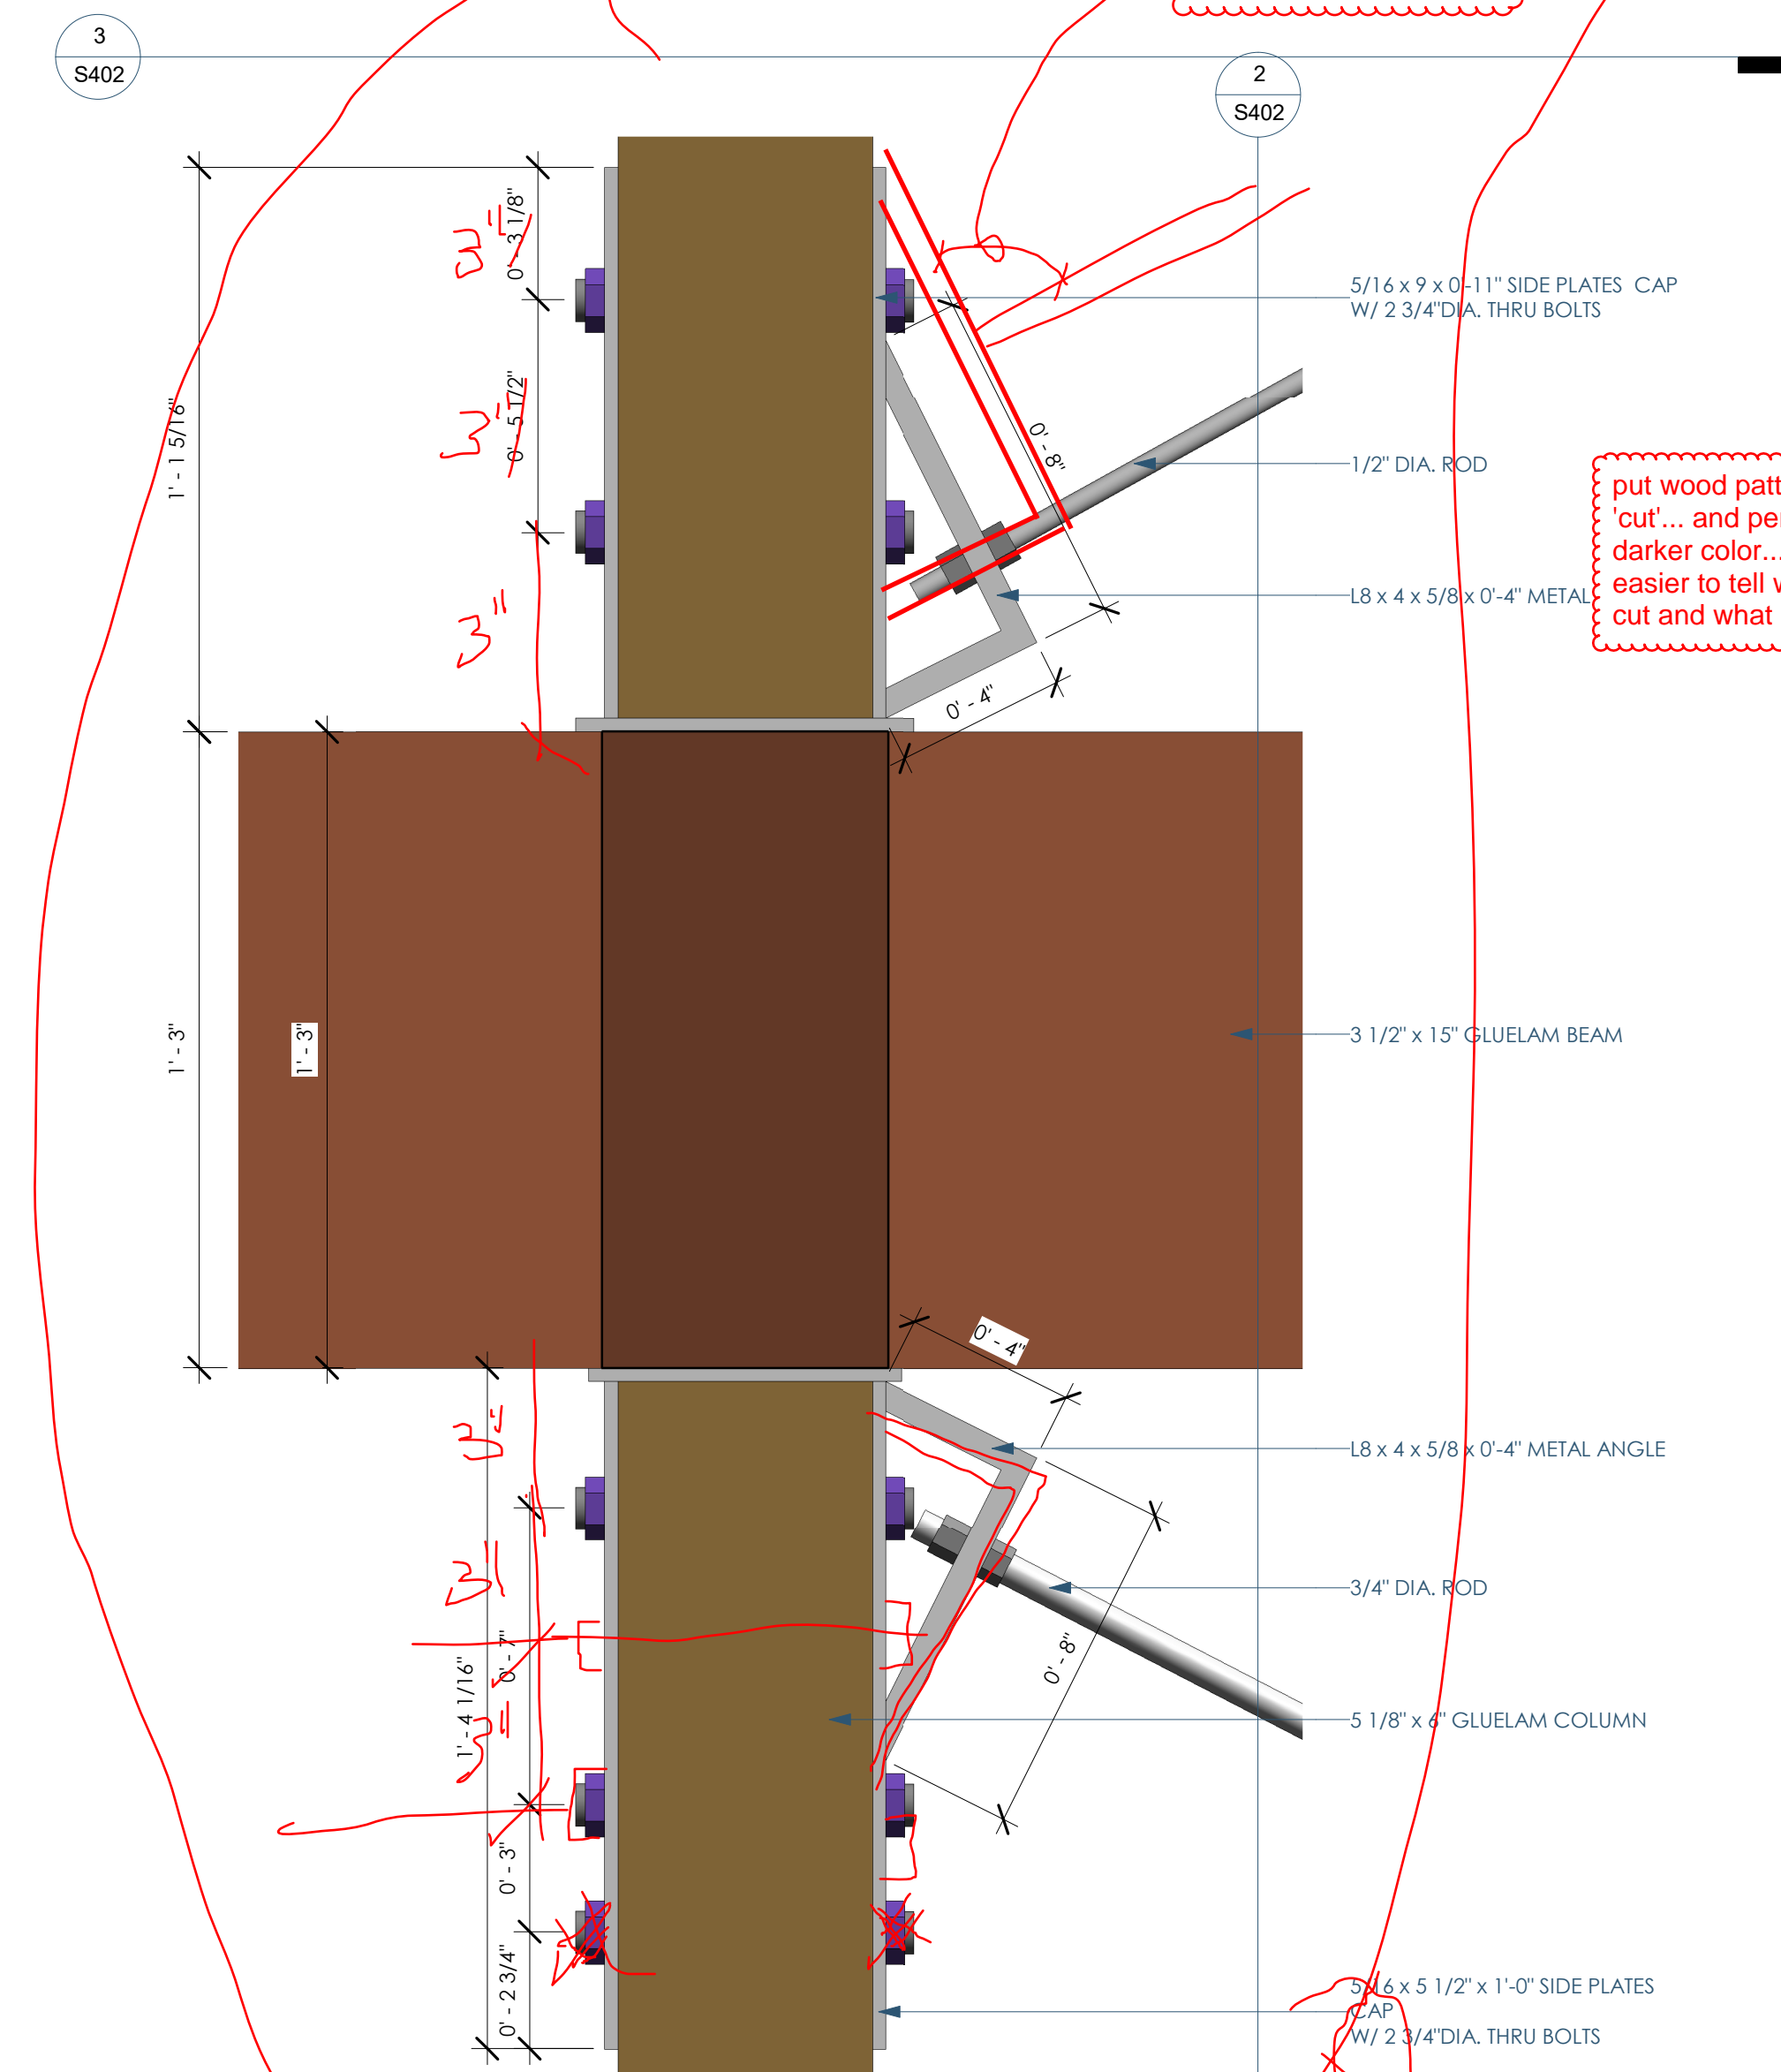 3
S402
2
S402
3"
0' - 3 1/8"
5/16 x 9 x 0'-11" SIDE PLATES CAP
W/ 2 3/4"DIA. THRU BOLTS
1' - 1 5/16"
3"
0' - 5 1/2"
0' - 8"
1/2" DIA. ROD
put wood patt
'cut'... and pe
darker color...
easier to tell
cut and what
3"
L8 x 4 x 5/8 x 0'-4" METAL
0' - 4"
1' - 3"
1' - 3"
3 1/2" x 15" GLUELAM BEAM
0' - 4"
3"
L8 x 4 x 5/8 x 0'-4" METAL ANGLE
3"
3/4" DIA. ROD
0' - 7"
0' - 8"
1' - 4 1/16"
3"
5 1/8" x 6" GLUELAM COLUMN
0' - 3"
0' - 2 3/4"
5/16 x 5 1/2" x 1'-0" SIDE PLATES
CAP
W/ 2 3/4"DIA. THRU BOLTS